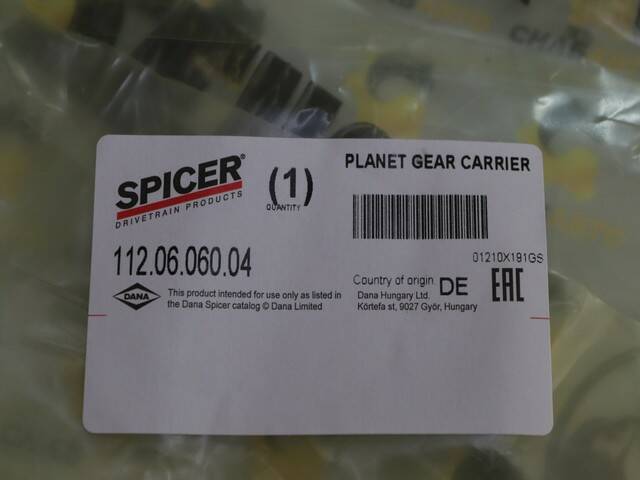 SPICER®
DRIVETRAIN PRODUCTS
(1)
QUANTITY
PLANET GEAR CARRIER
112.06.060.04
01210X191GS
DANA
This product intended for use only as listed in
the Dana Spicer catalog © Dana Limited
Country of origin DE
Dana Hungary Ltd.
Körtefa st, 9027 Győr, Hungary
EAC